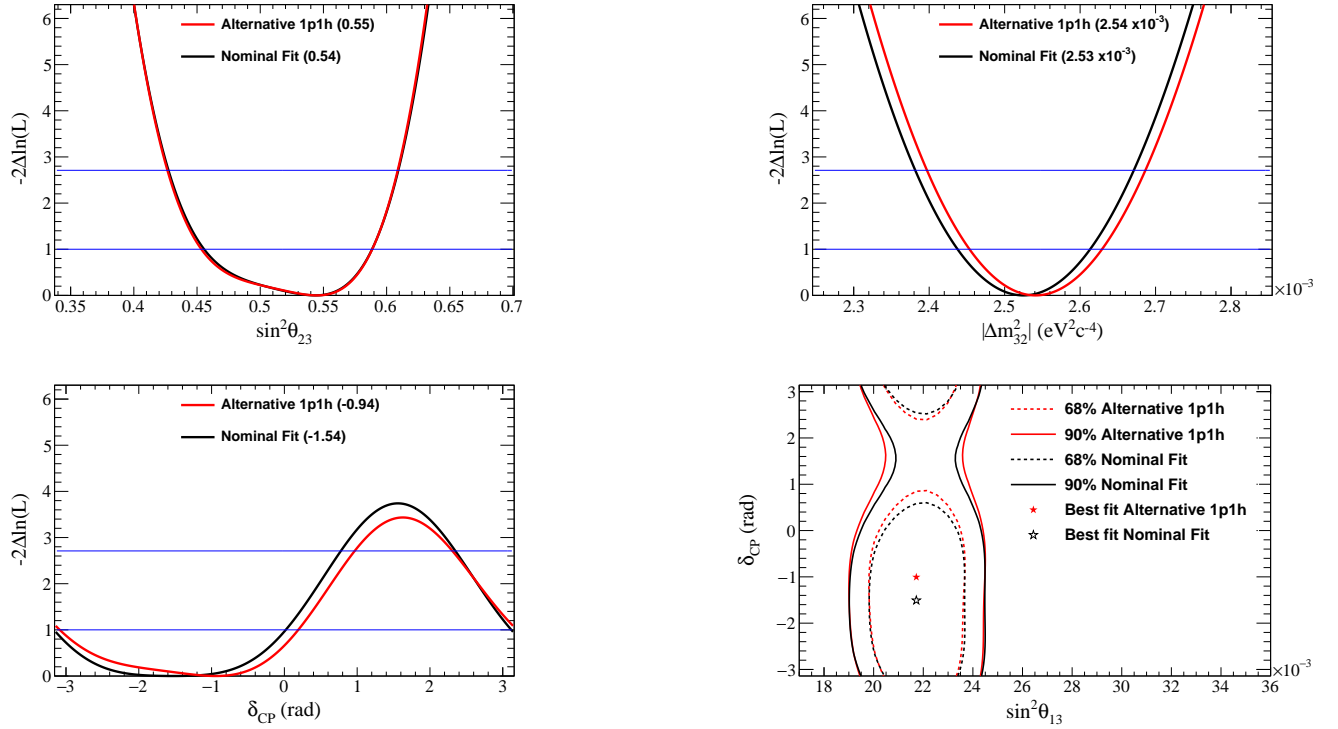 Alternative 1p1h (0.55)
Nominal Fit (0.54)
-2Δln(L)
6
5
4
3
2
1
0
0.35 0.4 0.45 0.5 0.55 0.6 0.65 0.7
sin²θ₂₃
Alternative 1p1h (2.54 x10⁻³)
Nominal Fit (2.53 x10⁻³)
-2Δln(L)
6
5
4
3
2
1
0
2.3 2.4 2.5 2.6 2.7 2.8
×10⁻³
|Δm²₃₂| (eV²c⁻⁴)
Alternative 1p1h (-0.94)
Nominal Fit (-1.54)
-2Δln(L)
6
5
4
3
2
1
0
−3 −2 −1 0 1 2 3
δ_CP (rad)
68% Alternative 1p1h
90% Alternative 1p1h
68% Nominal Fit
90% Nominal Fit
Best fit Alternative 1p1h
Best fit Nominal Fit
δ_CP (rad)
3
2
1
0
−1
−2
−3
×10⁻³
18 20 22 24 26 28 30 32 34 36
sin²θ₁₃